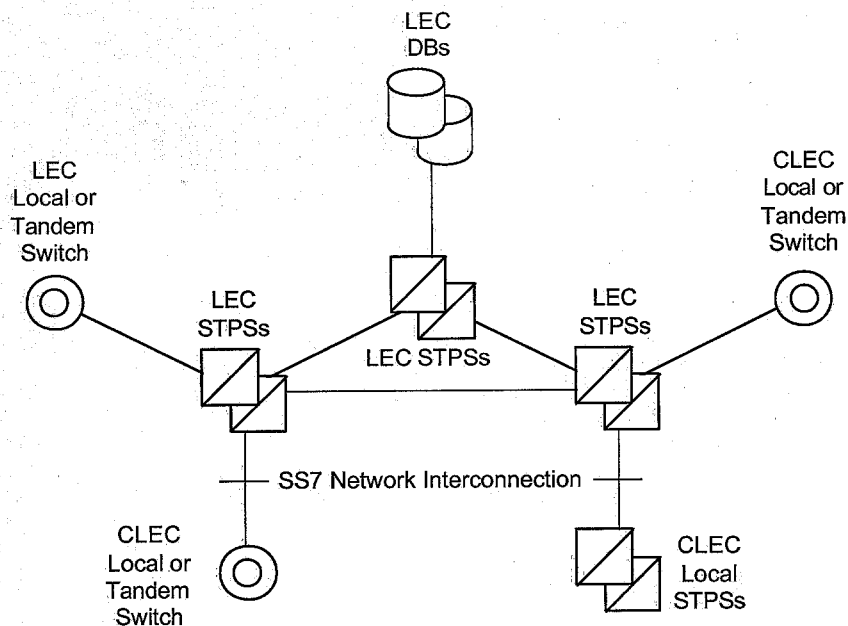 LEC
DBs
LEC
Local or
Tandem
Switch
CLEC
Local or
Tandem
Switch
LEC
STPSs
LEC
STPSs
LEC STPSs
SS7 Network Interconnection
CLEC
Local or
Tandem
Switch
CLEC
Local
STPSs